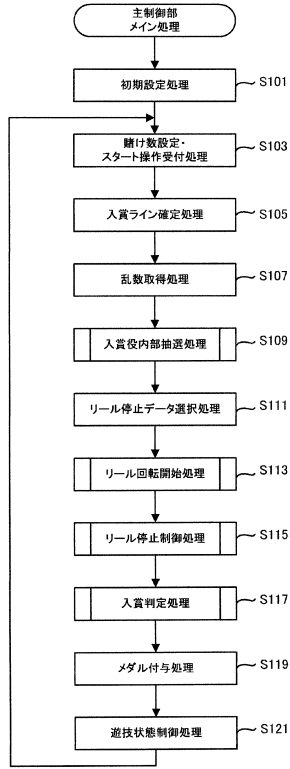 主制御部
メイン処理
初期設定処理
S101
賭け数設定・
スタート操作受付処理
S103
入賞ライン確定処理
S105
乱数取得処理
S107
入賞役内部抽選処理
S109
リール停止データ選択処理
S111
リール回転開始処理
S113
リール停止制御処理
S115
入賞判定処理
S117
メダル付与処理
S119
遊技状態制御処理
S121